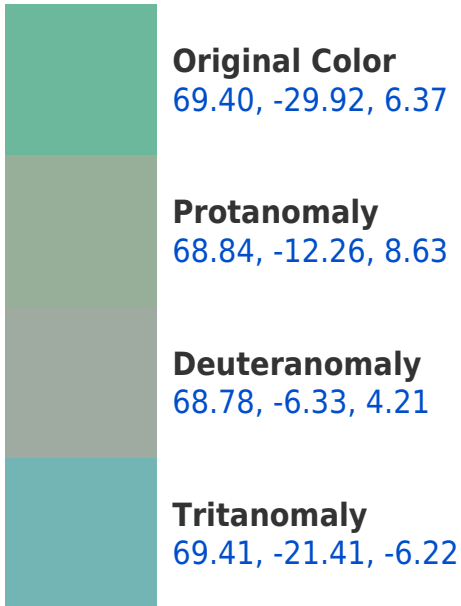 Original Color
69.40, -29.92, 6.37
Protanomaly
68.84, -12.26, 8.63
Deuteranomaly
68.78, -6.33, 4.21
Tritanomaly
69.41, -21.41, -6.22